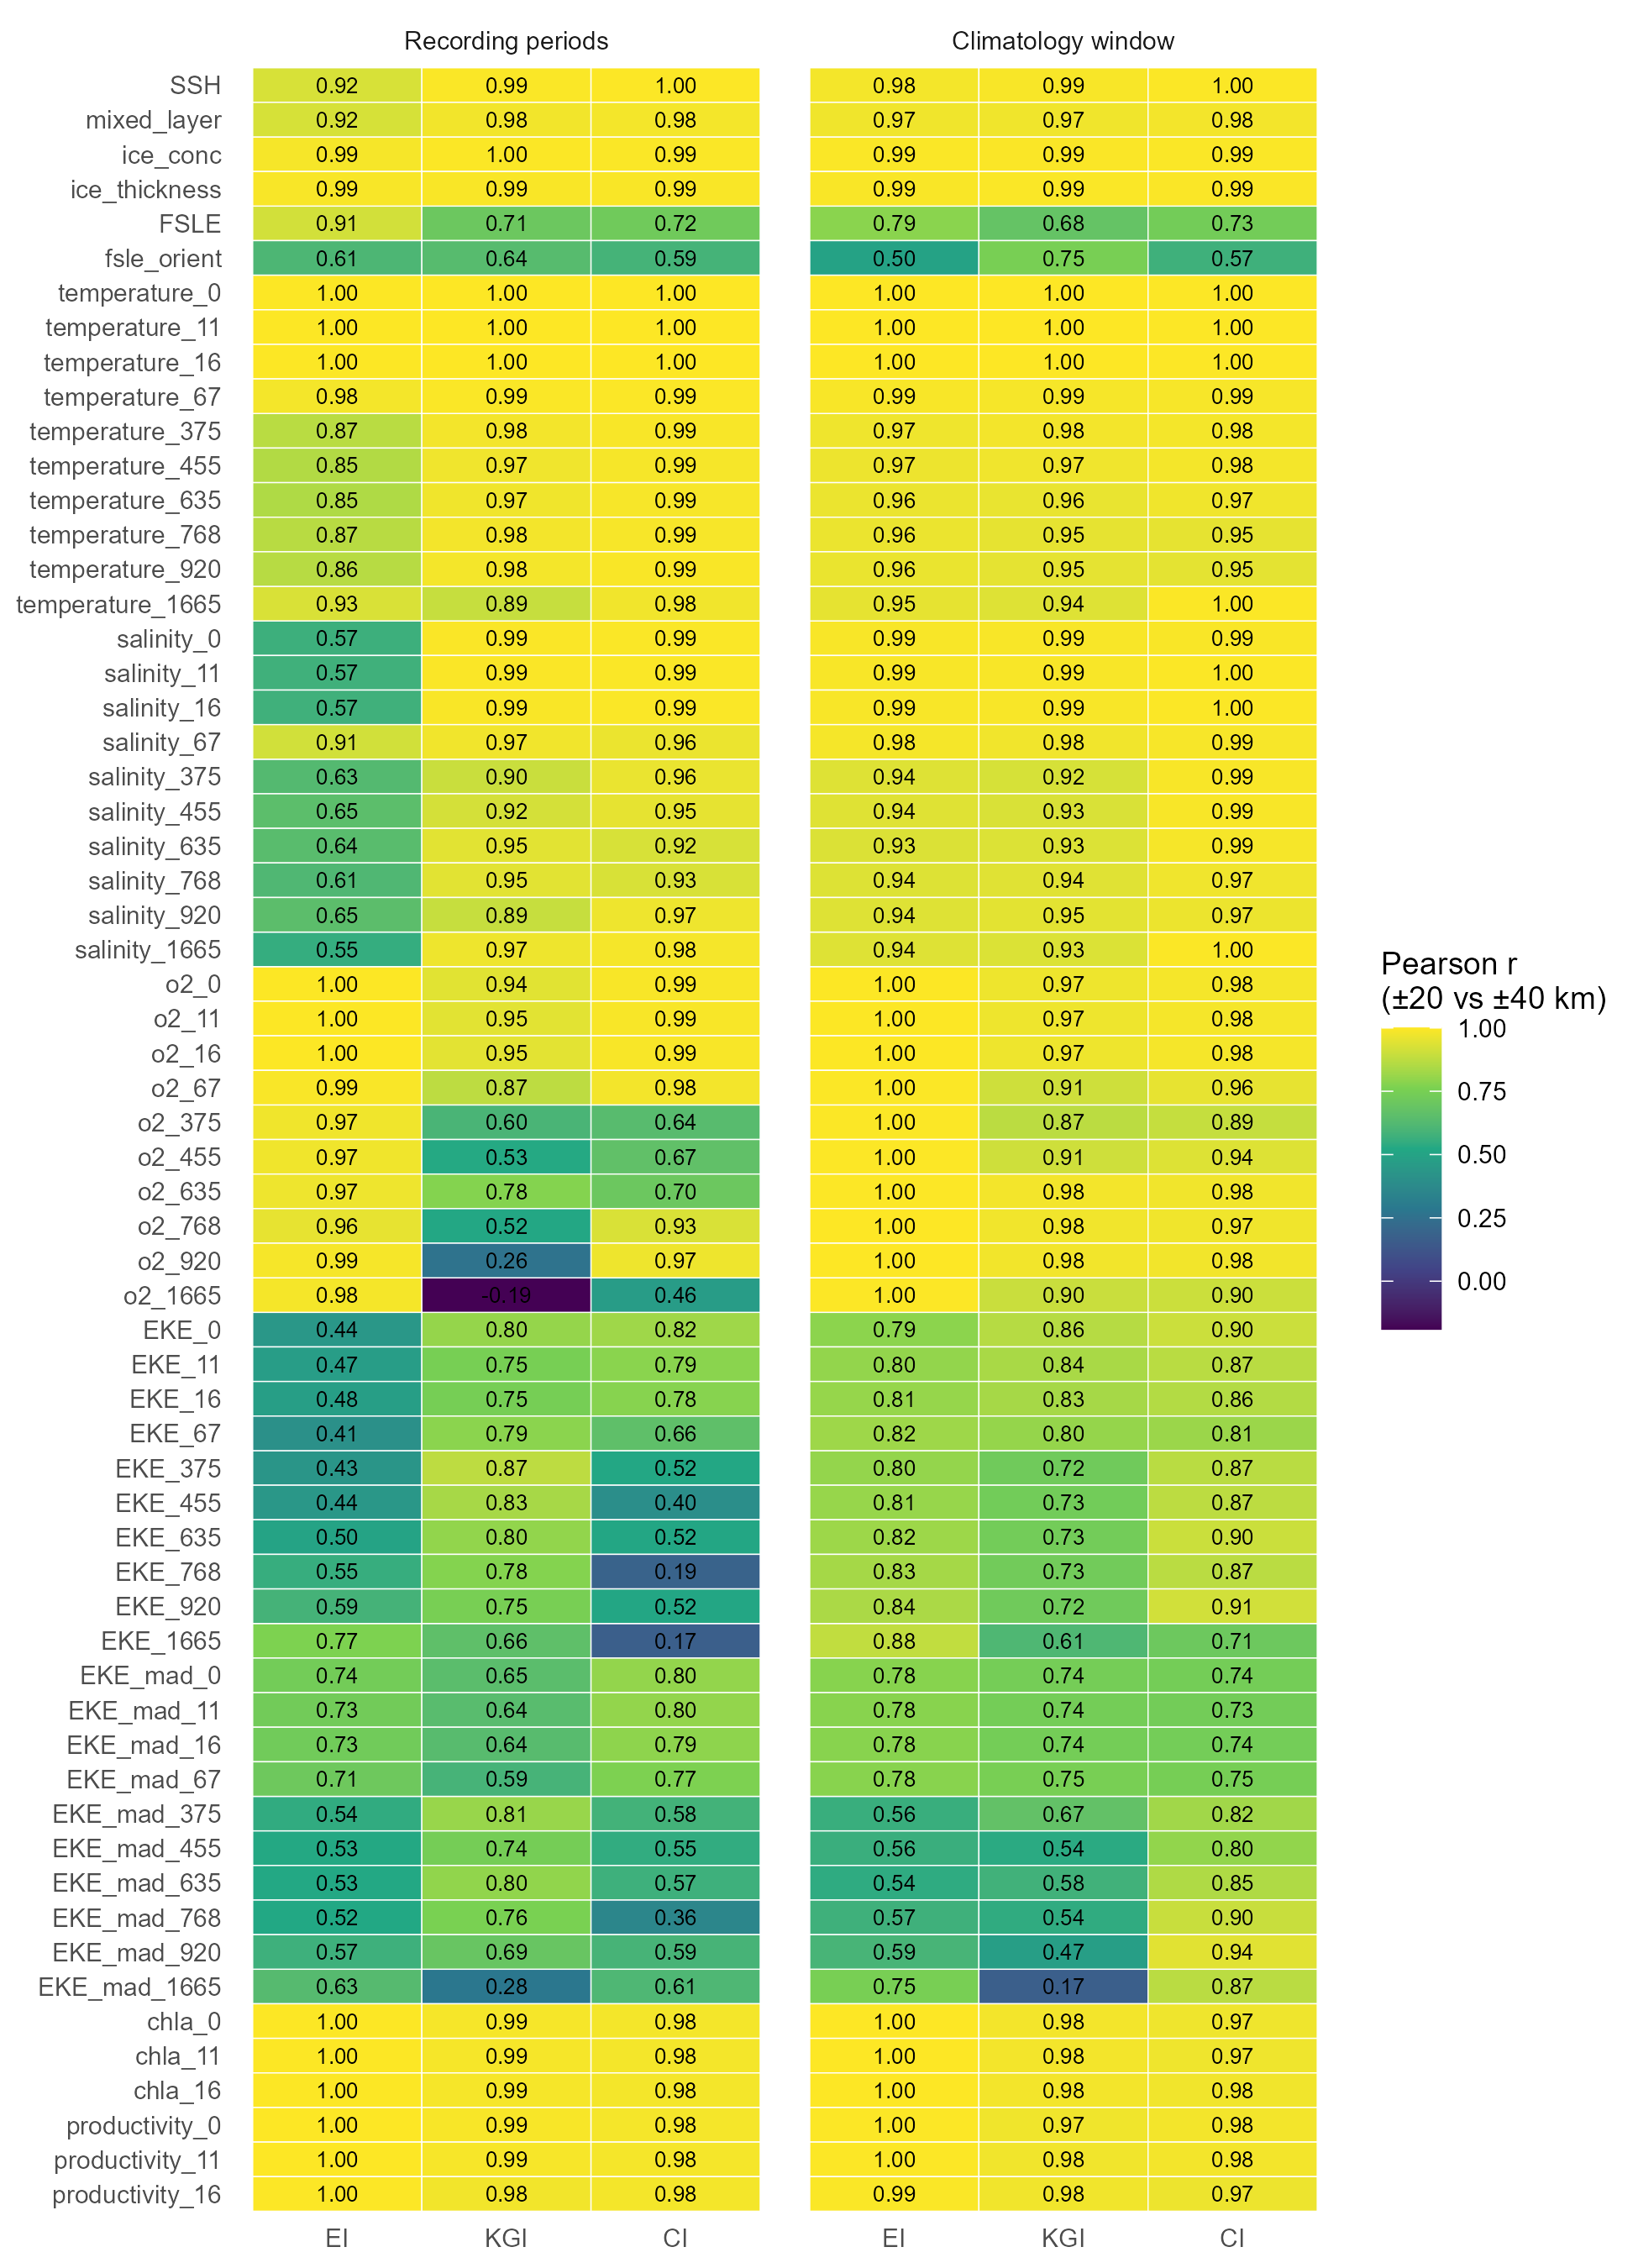 Recording periods Climatology window
SSH 0.92 0.99 1.00 0.98 0.99 1.00
mixed_layer 0.92 0.98 0.98 0.97 0.97 0.98
ice_conc 0.99 1.00 0.99 0.99 0.99 0.99
ice_thickness 0.99 0.99 0.99 0.99 0.99 0.99
FSLE 0.91 0.71 0.72 0.79 0.68 0.73
fsle_orient 0.61 0.64 0.59 0.50 0.75 0.57
temperature_0 1.00 1.00 1.00 1.00 1.00 1.00
temperature_11 1.00 1.00 1.00 1.00 1.00 1.00
temperature_16 1.00 1.00 1.00 1.00 1.00 1.00
temperature_67 0.98 0.99 0.99 0.99 0.99 0.99
temperature_375 0.87 0.98 0.99 0.97 0.98 0.98
temperature_455 0.85 0.97 0.99 0.97 0.97 0.98
temperature_635 0.85 0.97 0.99 0.96 0.96 0.97
temperature_768 0.87 0.98 0.99 0.96 0.95 0.95
temperature_920 0.86 0.98 0.99 0.96 0.95 0.95
temperature_1665 0.93 0.89 0.98 0.95 0.94 1.00
salinity_0 0.57 0.99 0.99 0.99 0.99 0.99
salinity_11 0.57 0.99 0.99 0.99 0.99 1.00
salinity_16 0.57 0.99 0.99 0.99 0.99 1.00
salinity_67 0.91 0.97 0.96 0.98 0.98 0.99
salinity_375 0.63 0.90 0.96 0.94 0.92 0.99
salinity_455 0.65 0.92 0.95 0.94 0.93 0.99
salinity_635 0.64 0.95 0.92 0.93 0.93 0.99
salinity_768 0.61 0.95 0.93 0.94 0.94 0.97
salinity_920 0.65 0.89 0.97 0.94 0.95 0.97
salinity_1665 0.55 0.97 0.98 0.94 0.93 1.00
o2_0 1.00 0.94 0.99 1.00 0.97 0.98
o2_11 1.00 0.95 0.99 1.00 0.97 0.98
o2_16 1.00 0.95 0.99 1.00 0.97 0.98
o2_67 0.99 0.87 0.98 1.00 0.91 0.96
o2_375 0.97 0.60 0.64 1.00 0.87 0.89
o2_455 0.97 0.53 0.67 1.00 0.91 0.94
o2_635 0.97 0.78 0.70 1.00 0.98 0.98
o2_768 0.96 0.52 0.93 1.00 0.98 0.97
o2_920 0.99 0.26 0.97 1.00 0.98 0.98
o2_1665 0.98 -0.19 0.46 1.00 0.90 0.90
EKE_0 0.44 0.80 0.82 0.79 0.86 0.90
EKE_11 0.47 0.75 0.79 0.80 0.84 0.87
EKE_16 0.48 0.75 0.78 0.81 0.83 0.86
EKE_67 0.41 0.79 0.66 0.82 0.80 0.81
EKE_375 0.43 0.87 0.52 0.80 0.72 0.87
EKE_455 0.44 0.83 0.40 0.81 0.73 0.87
EKE_635 0.50 0.80 0.52 0.82 0.73 0.90
EKE_768 0.55 0.78 0.19 0.83 0.73 0.87
EKE_920 0.59 0.75 0.52 0.84 0.72 0.91
EKE_1665 0.77 0.66 0.17 0.88 0.61 0.71
EKE_mad_0 0.74 0.65 0.80 0.78 0.74 0.74
EKE_mad_11 0.73 0.64 0.80 0.78 0.74 0.73
EKE_mad_16 0.73 0.64 0.79 0.78 0.74 0.74
EKE_mad_67 0.71 0.59 0.77 0.78 0.75 0.75
EKE_mad_375 0.54 0.81 0.58 0.56 0.67 0.82
EKE_mad_455 0.53 0.74 0.55 0.56 0.54 0.80
EKE_mad_635 0.53 0.80 0.57 0.54 0.58 0.85
EKE_mad_768 0.52 0.76 0.36 0.57 0.54 0.90
EKE_mad_920 0.57 0.69 0.59 0.59 0.47 0.94
EKE_mad_1665 0.63 0.28 0.61 0.75 0.17 0.87
chla_0 1.00 0.99 0.98 1.00 0.98 0.97
chla_11 1.00 0.99 0.98 1.00 0.98 0.97
chla_16 1.00 0.99 0.98 1.00 0.98 0.98
productivity_0 1.00 0.99 0.98 1.00 0.97 0.98
productivity_11 1.00 0.99 0.98 1.00 0.98 0.98
productivity_16 1.00 0.98 0.98 0.99 0.98 0.97
EI KGI CI EI KGI CI
Pearson r
(±20 vs ±40 km)
1.00
0.75
0.50
0.25
0.00